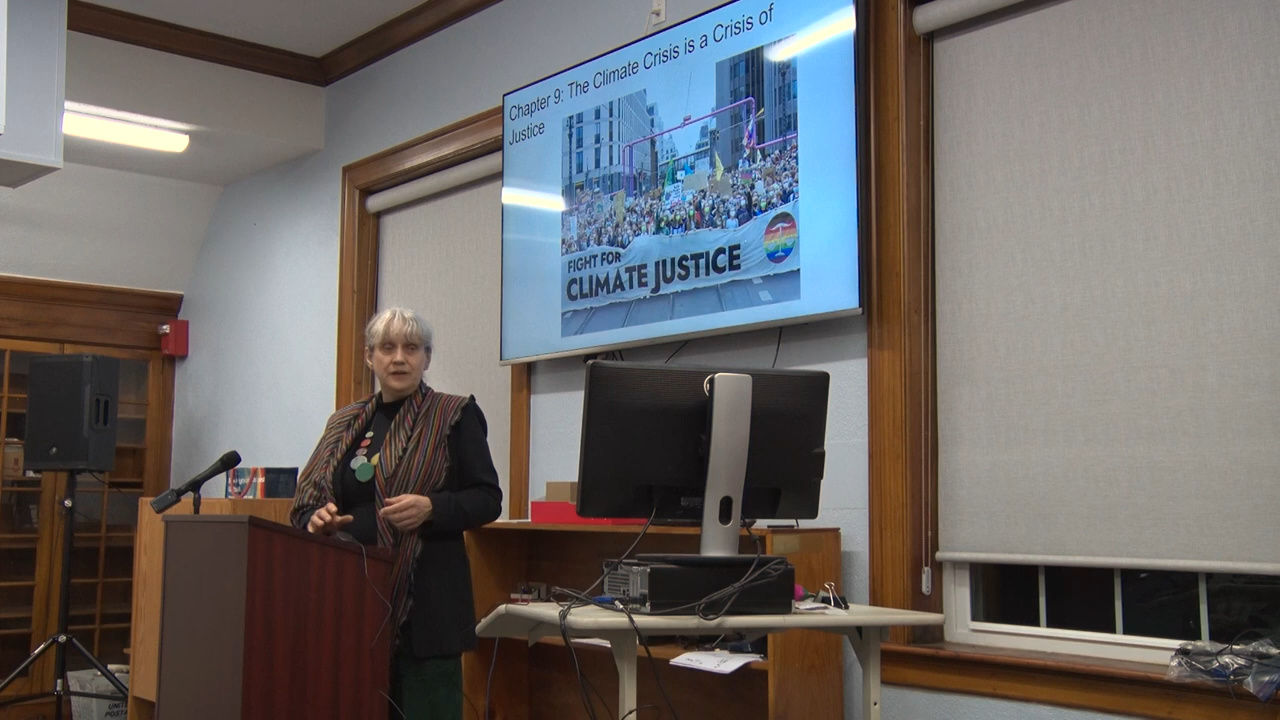 Chapter 9: The Climate Crisis is a Crisis of
Justice
FIGHT FOR
CLIMATE JUSTICE